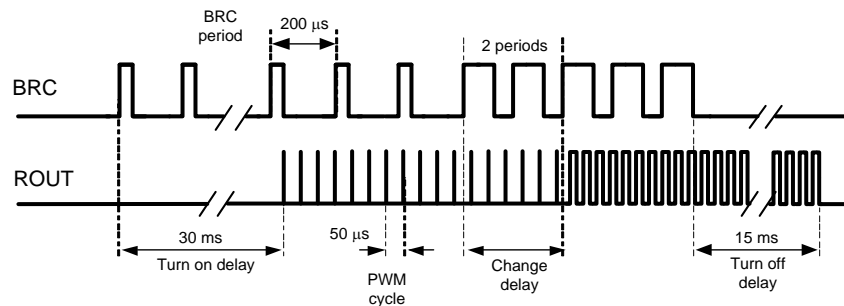 BRC
period
200 µs
2 periods
BRC
ROUT
30 ms
Turn on delay
50 µs
PWM
cycle
Change
delay
15 ms
Turn off
delay